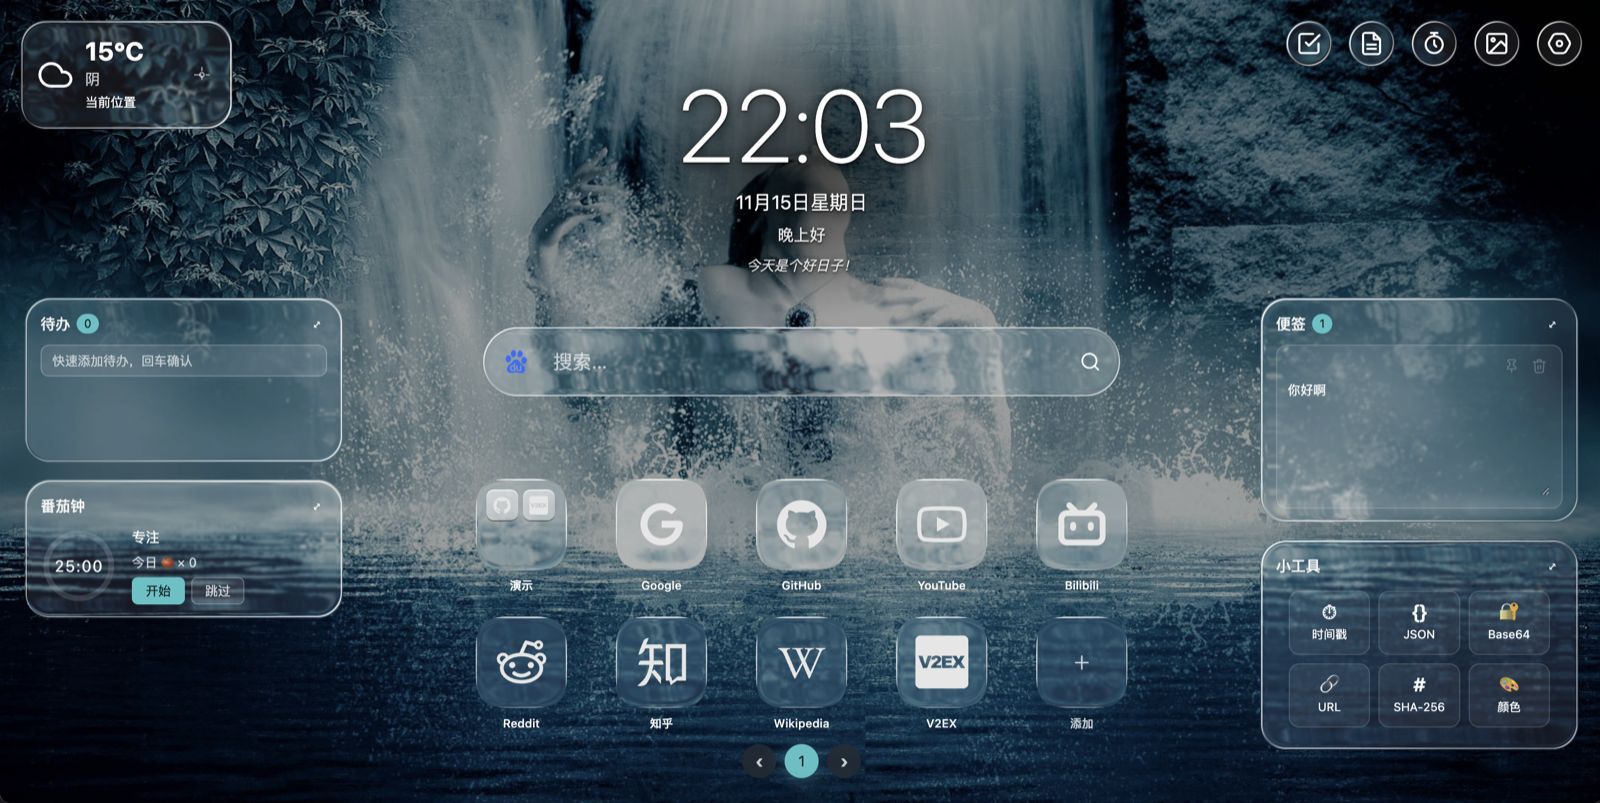 15°C
阴
当前位置
22:03
11月15日星期日
晚上好
今天是个好日子！
待办 0
快速添加待办，回车确认
du
搜索...
便签 1
你好啊
番茄钟
25:00
专注
今日 🍅 × 0
开始 跳过
V2EX
演示
G
Google
GitHub
YouTube
Bilibili
小工具
时间戳
{}
JSON
Base64
URL
#
SHA-256
颜色
Reddit
知
知乎
W
Wikipedia
V2EX
V2EX
+
添加
‹ 1 ›